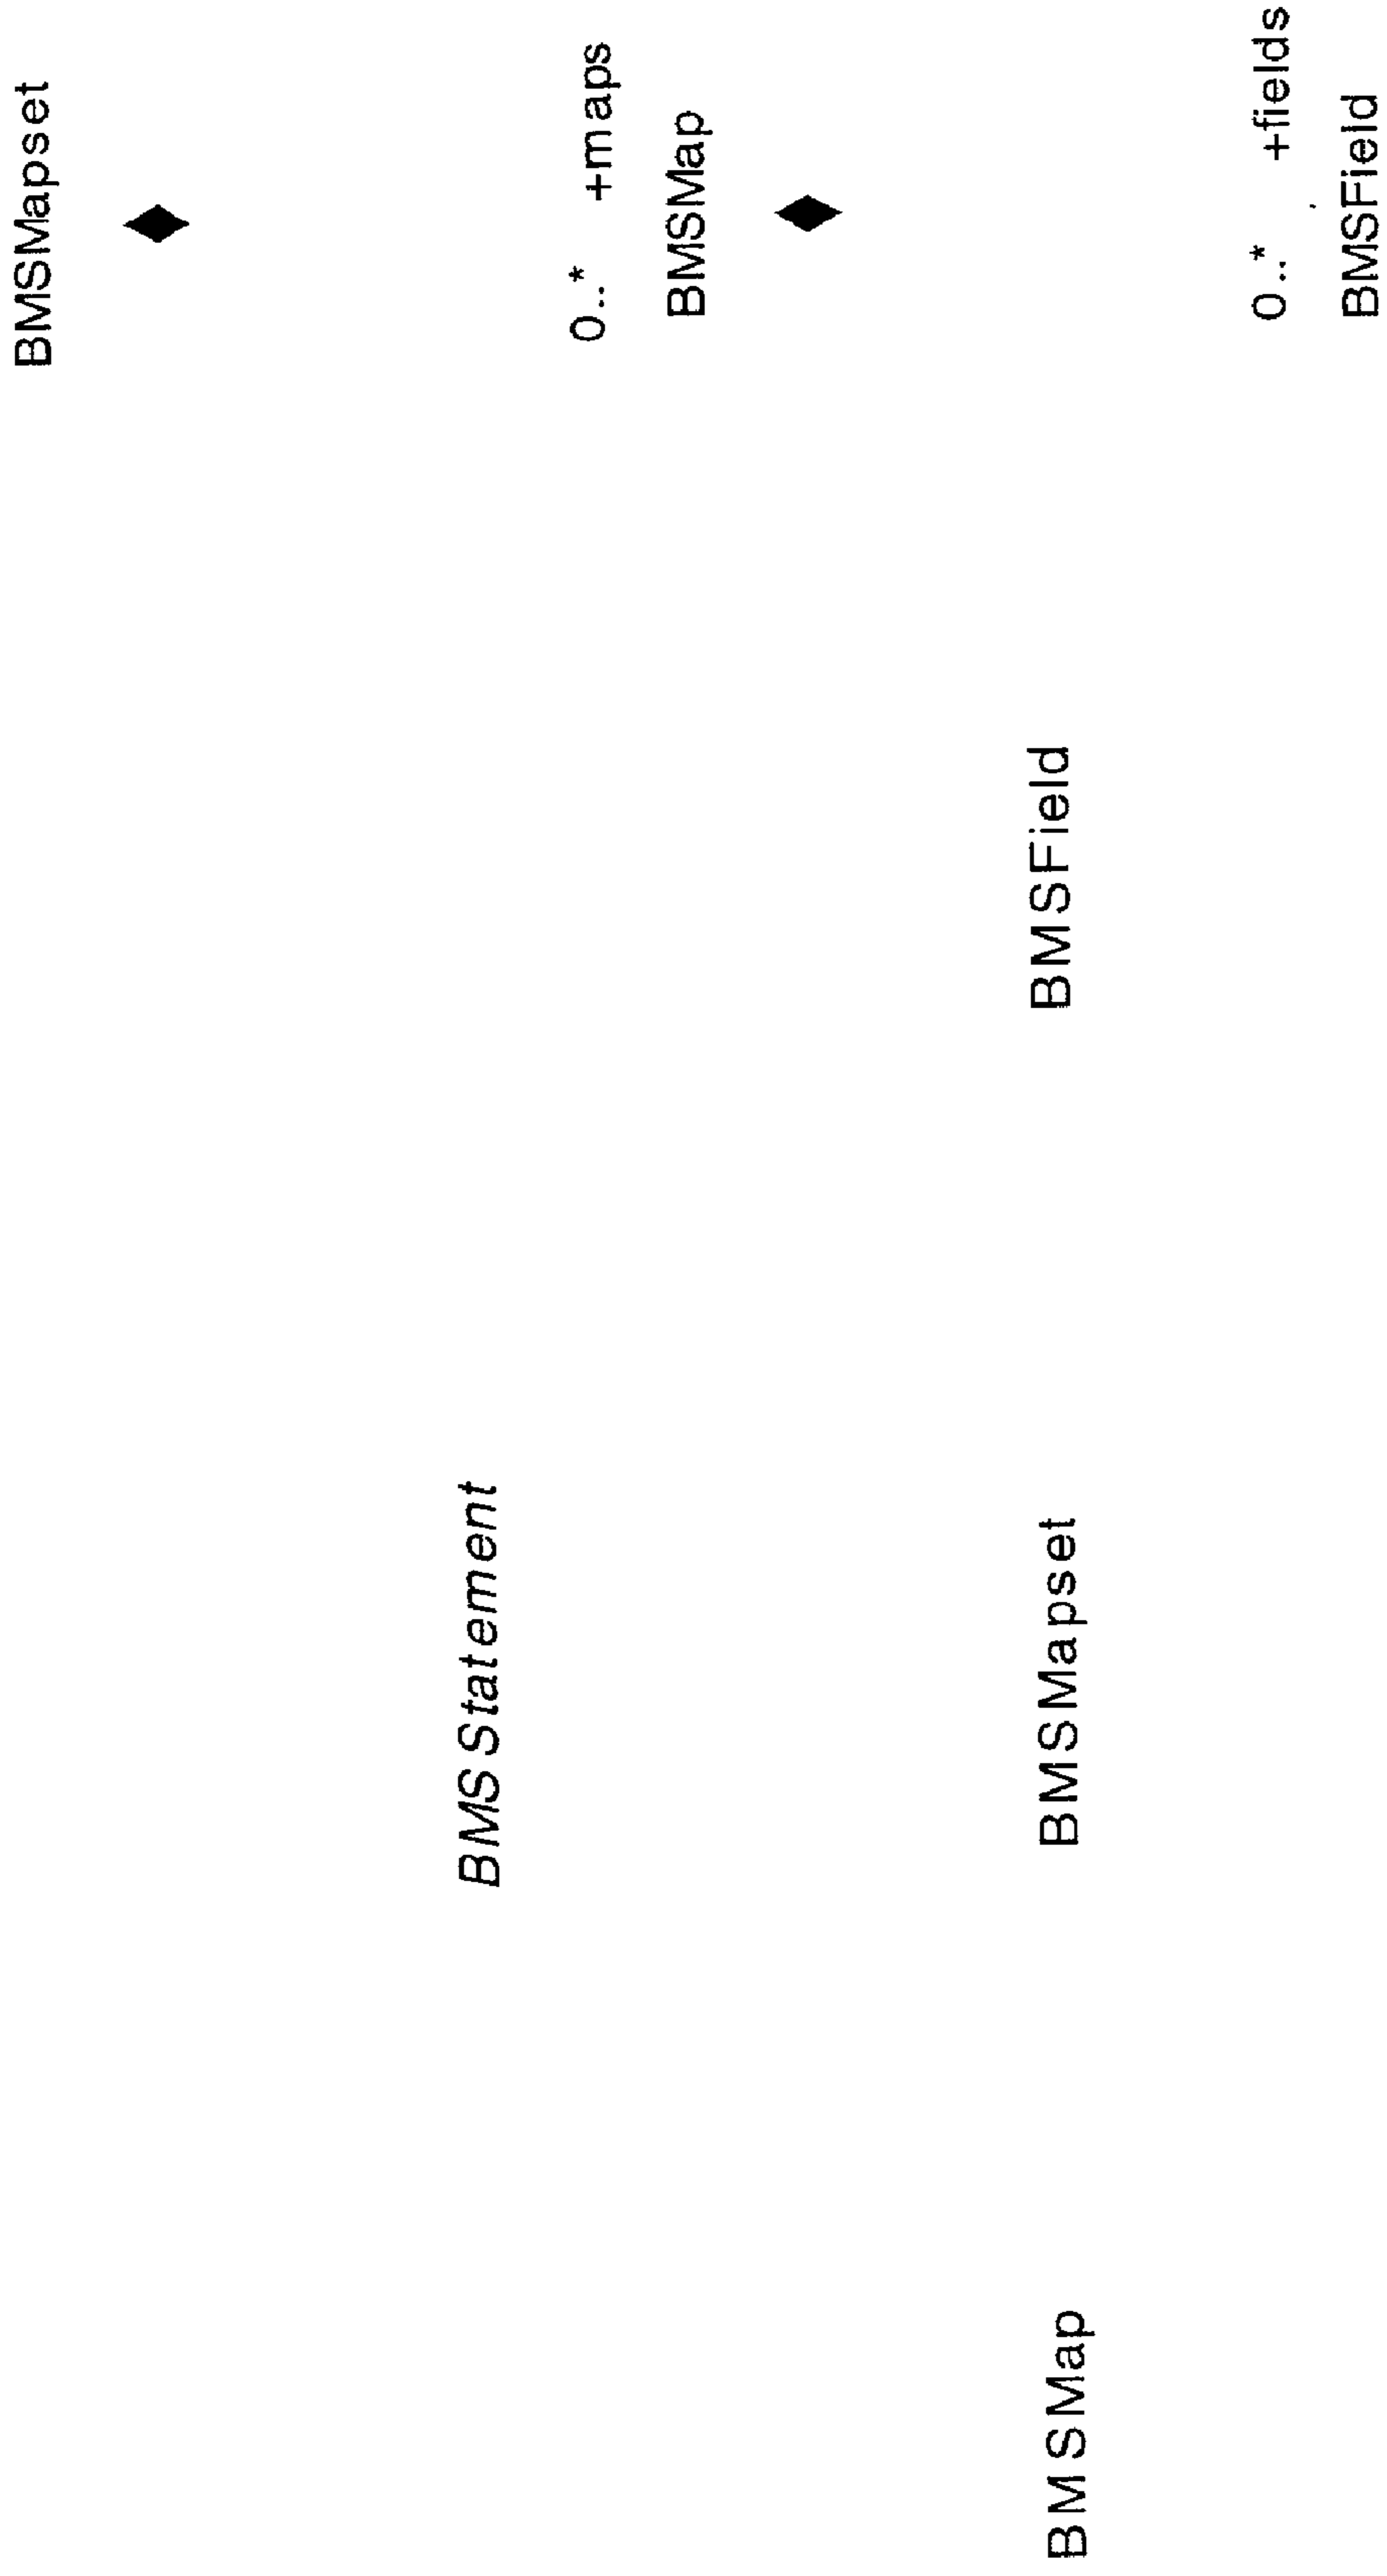 BMSMapset
0..* +maps
BMSMap
0..* +fields
BMSField
BMSStatement
BMSMap
BMSMapset
BMSField